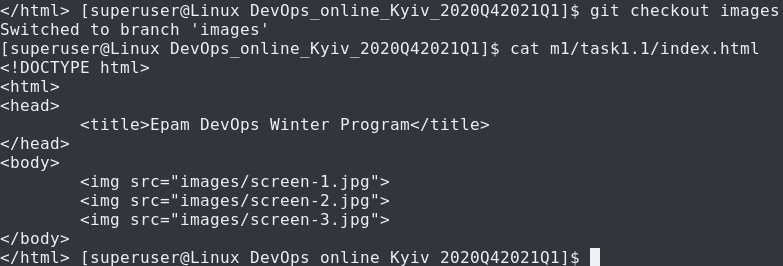 </html> [superuser@Linux DevOps_online_Kyiv_2020Q42021Q1]$ git checkout images
Switched to branch 'images'
[superuser@Linux DevOps_online_Kyiv_2020Q42021Q1]$ cat m1/task1.1/index.html
<!DOCTYPE html>
<html>
<head>
        <title>Epam DevOps Winter Program</title>
</head>
<body>
        <img src="images/screen-1.jpg">
        <img src="images/screen-2.jpg">
        <img src="images/screen-3.jpg">
</body>
</html> [superuser@Linux DevOps_online_Kyiv_2020Q42021Q1]$